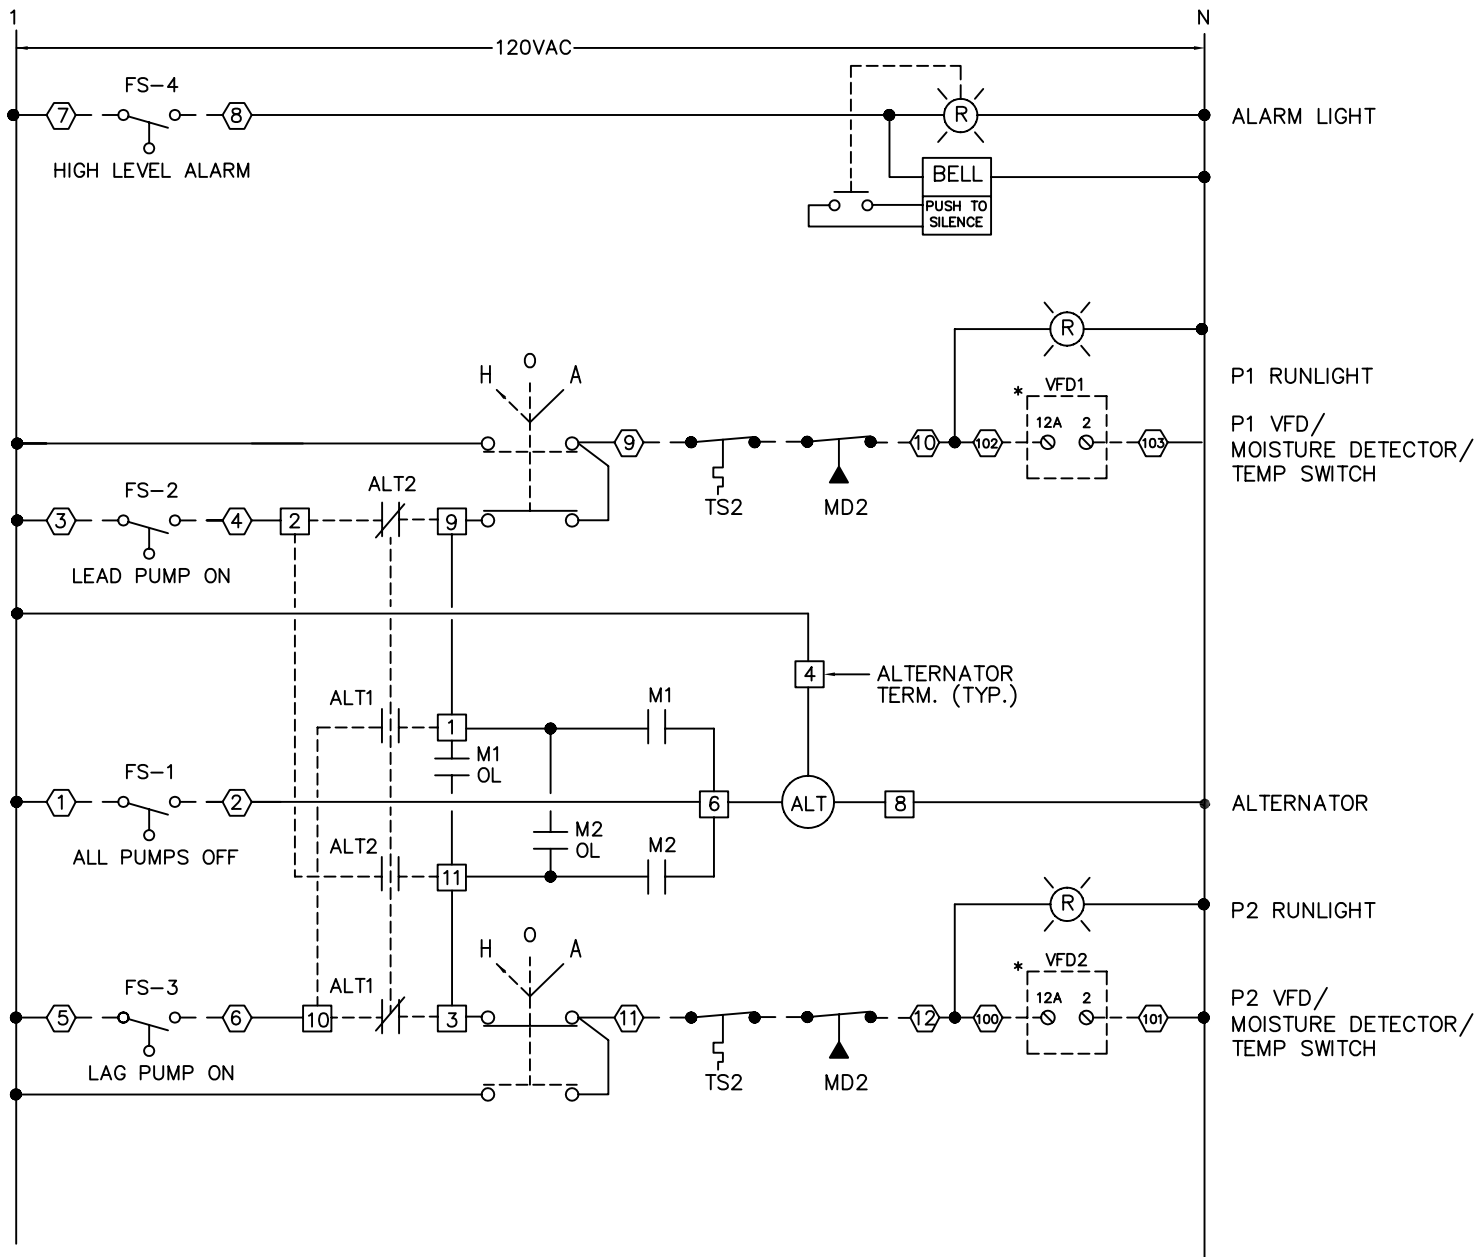 1
N
120VAC
FS-4
7
8
R
ALARM LIGHT
HIGH LEVEL ALARM
BELL
PUSH TO
SILENCE
R
O
H
A
P1 RUNLIGHT
* VFD1
12A 2
9
10
102
103
P1 VFD/
MOISTURE DETECTOR/
TEMP SWITCH
TS2
MD2
FS-2
ALT2
3
4
2
9
LEAD PUMP ON
4
ALTERNATOR
TERM. (TYP.)
ALT1
M1
1
M1
OL
FS-1
1
2
6
ALT
8
ALTERNATOR
M2
OL
ALL PUMPS OFF
ALT2
M2
11
R
P2 RUNLIGHT
O
H
A
* VFD2
12A 2
FS-3
ALT1
5
6
10
3
11
12
100
101
P2 VFD/
MOISTURE DETECTOR/
TEMP SWITCH
LAG PUMP ON
TS2
MD2